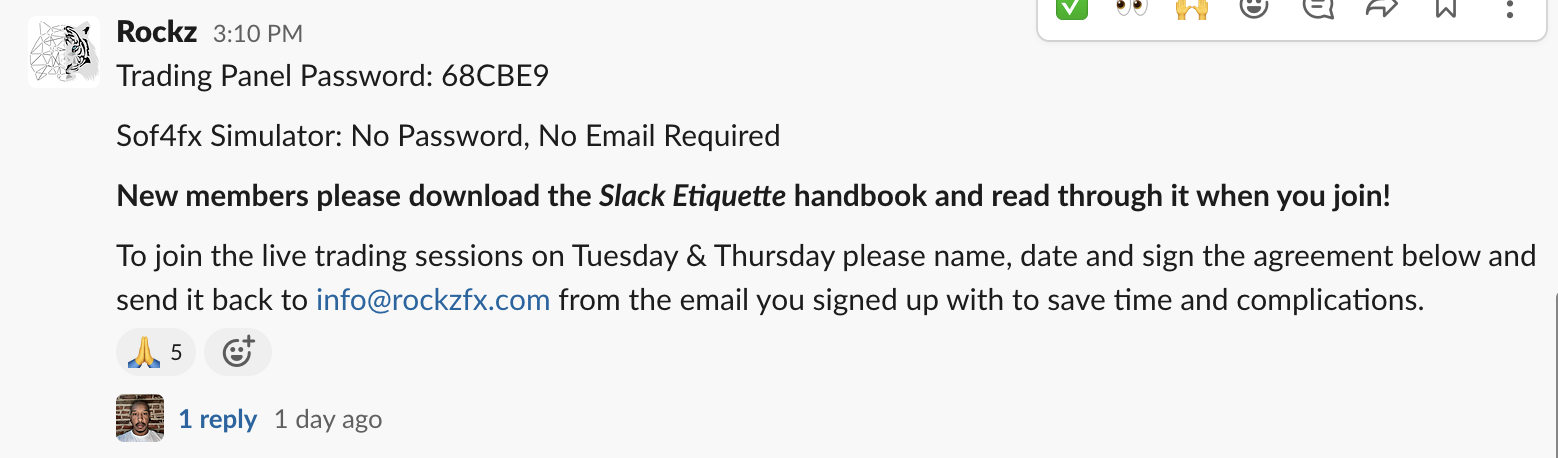 Rockz 3:10 PM
Trading Panel Password: 68CBE9
Sof4fx Simulator: No Password, No Email Required
New members please download the Slack Etiquette handbook and read through it when you join!
To join the live trading sessions on Tuesday & Thursday please name, date and sign the agreement below and
send it back to info@rockzfx.com from the email you signed up with to save time and complications.
5
1 reply 1 day ago